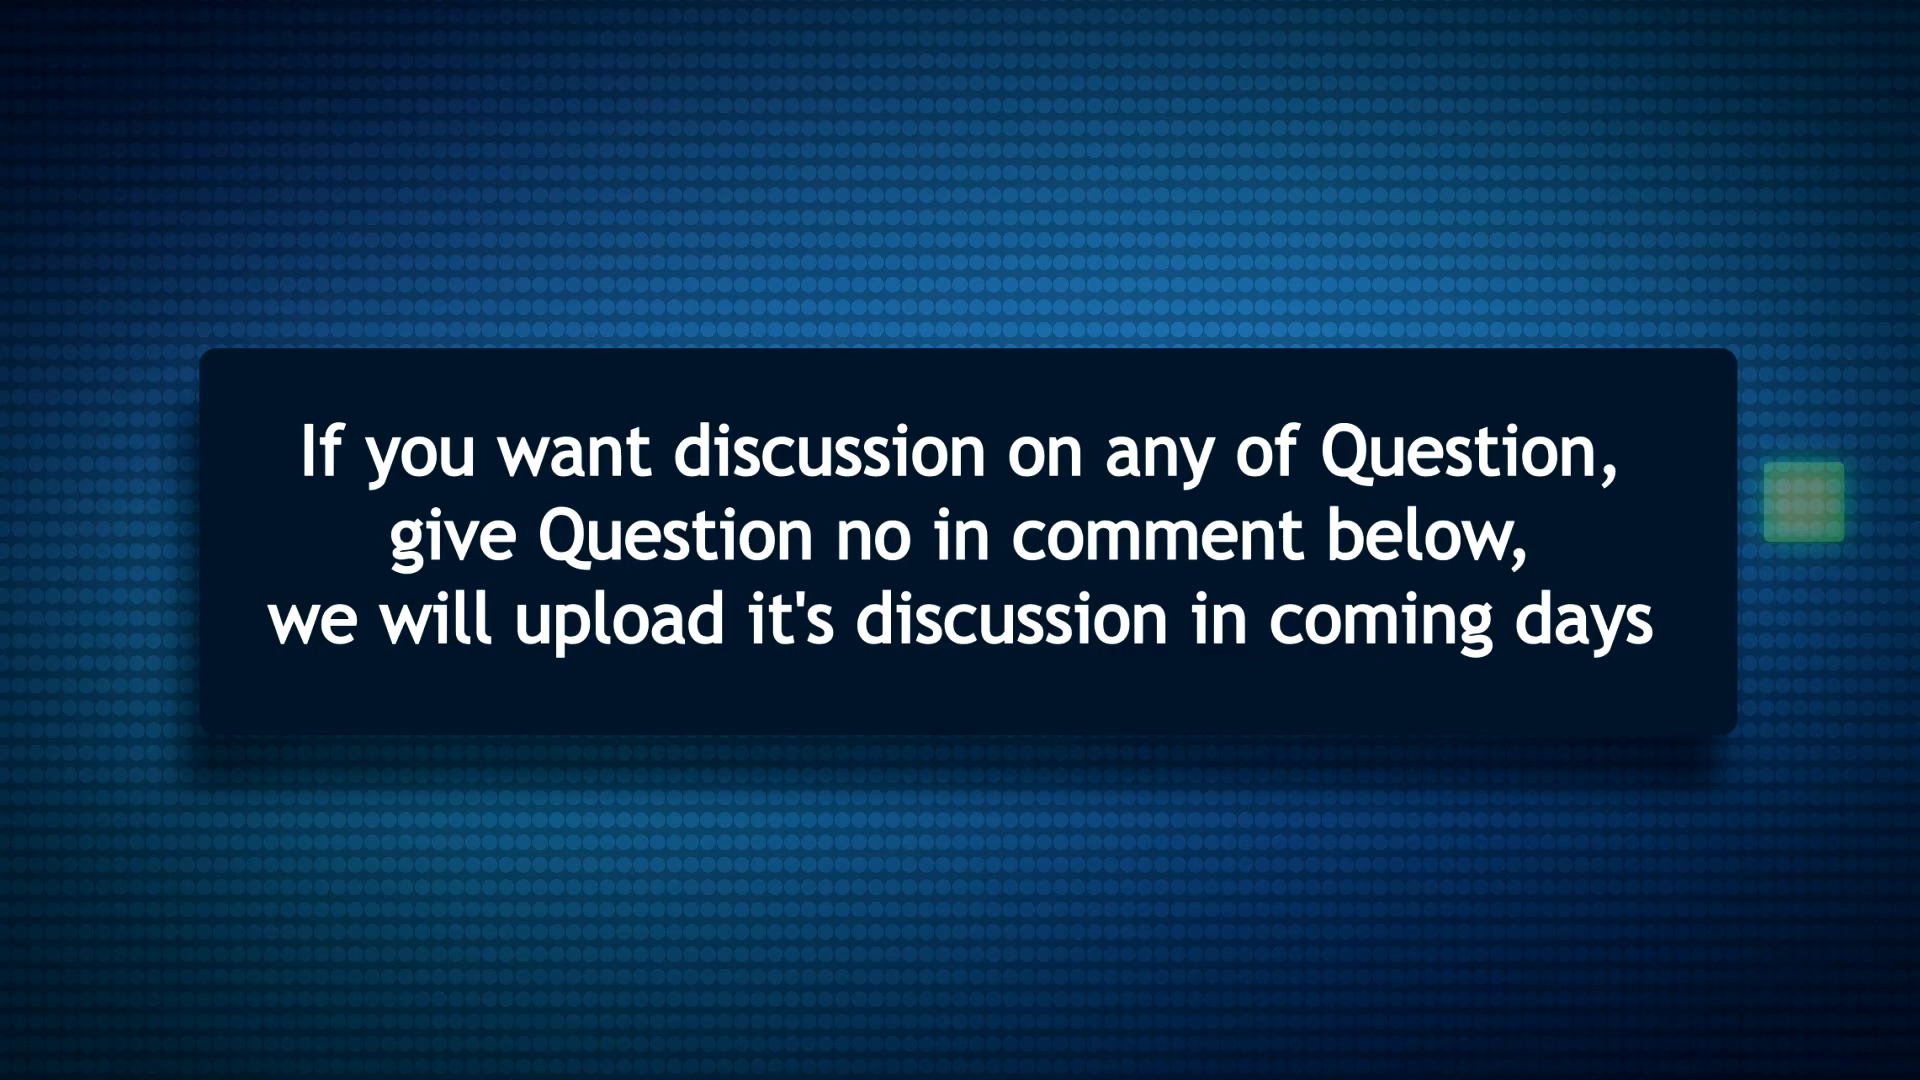 If you want discussion on any of Question,
give Question no in comment below,
we will upload it's discussion in coming days